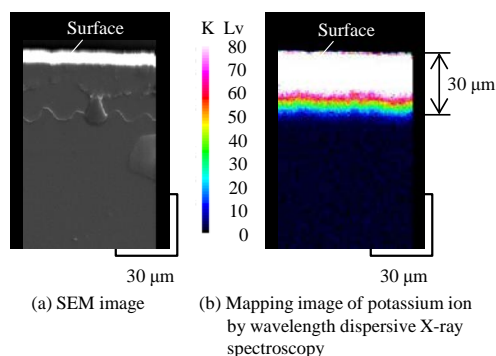 Surface
K Lv
80
70
60
50
40
30
20
10
0
Surface
30 μm
30 μm
30 μm
(a) SEM image
(b) Mapping image of potassium ion
by wavelength dispersive X-ray
spectroscopy